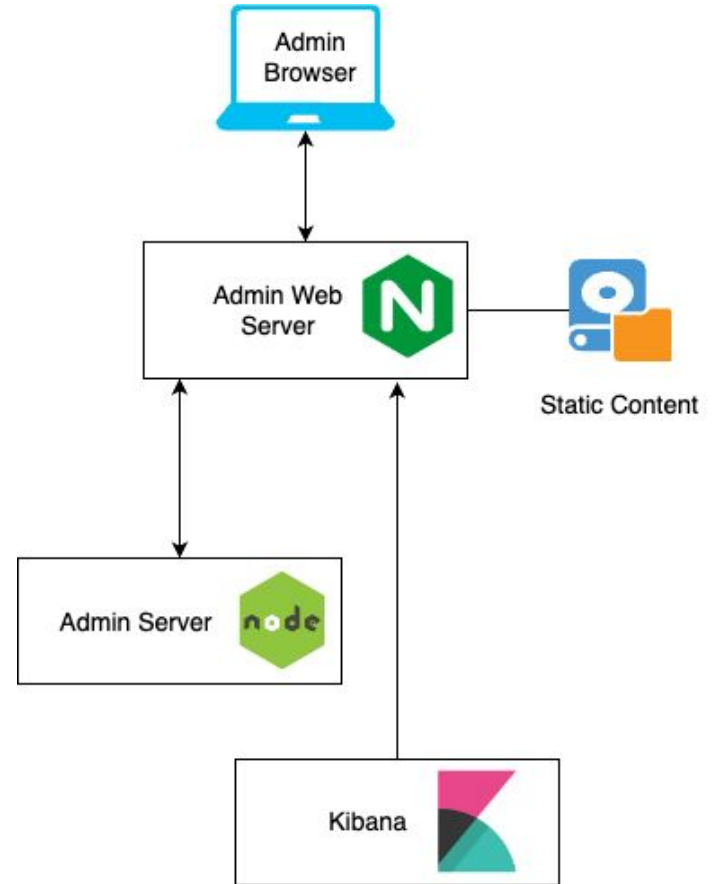 Admin
Browser
Admin Web
Server
N
Static Content
Admin Server
node
Kibana